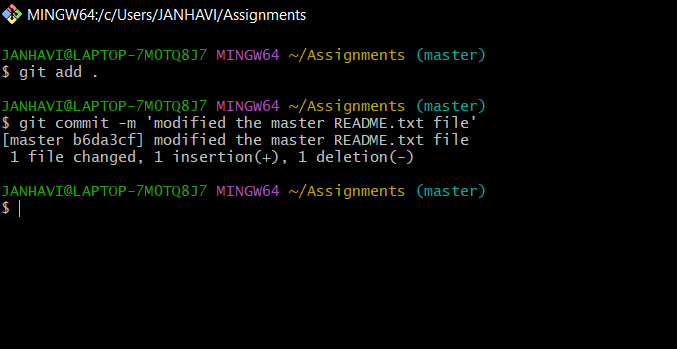 MINGW64:/c/Users/JANHAVI/Assignments
JANHAVI@LAPTOP-7M0TQ8J7 MINGW64 ~/Assignments (master)
$ git add .
JANHAVI@LAPTOP-7M0TQ8J7 MINGW64 ~/Assignments (master)
$ git commit -m 'modified the master README.txt file'
[master b6da3cf] modified the master README.txt file
 1 file changed, 1 insertion(+), 1 deletion(-)
JANHAVI@LAPTOP-7M0TQ8J7 MINGW64 ~/Assignments (master)
$